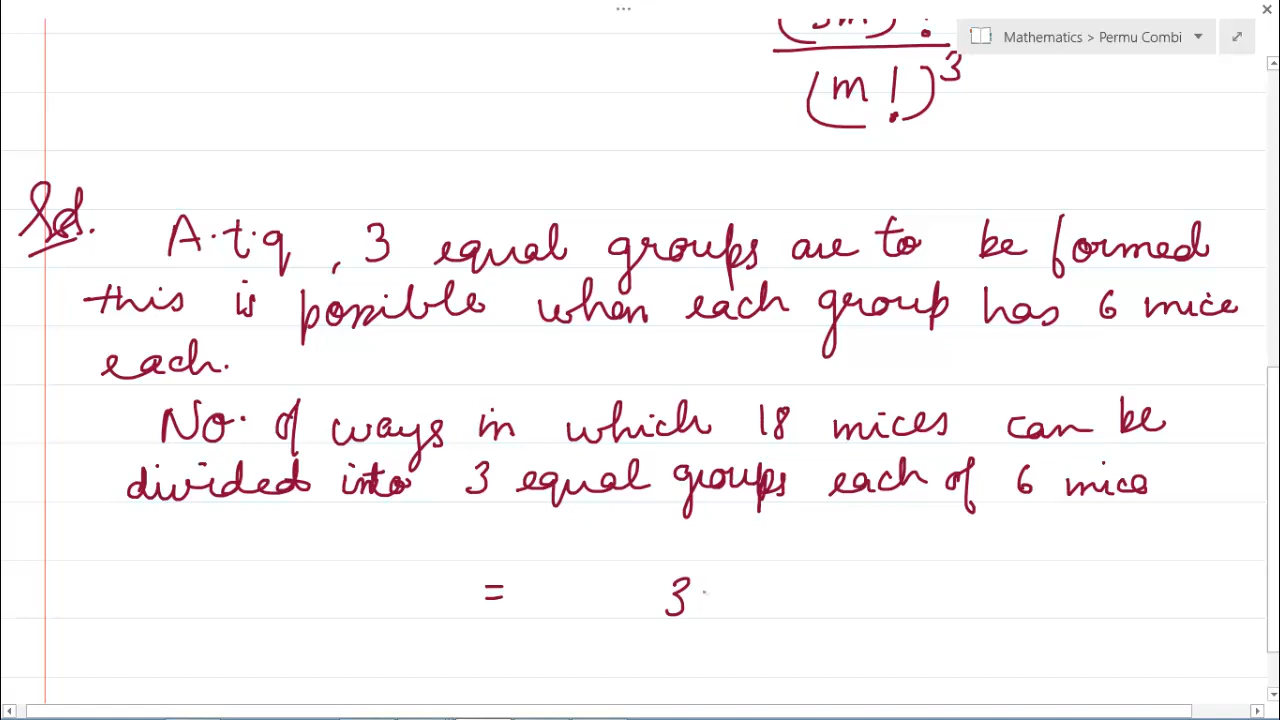 (3m)!
Mathematics > Permu Combi
(m!)^3
Sol.
A.t.q, 3 equal groups are to be formed
this is possible when each group has 6 mice
each.
No. of ways in which 18 mices can be
divided into 3 equal groups each of 6 mice
= 3